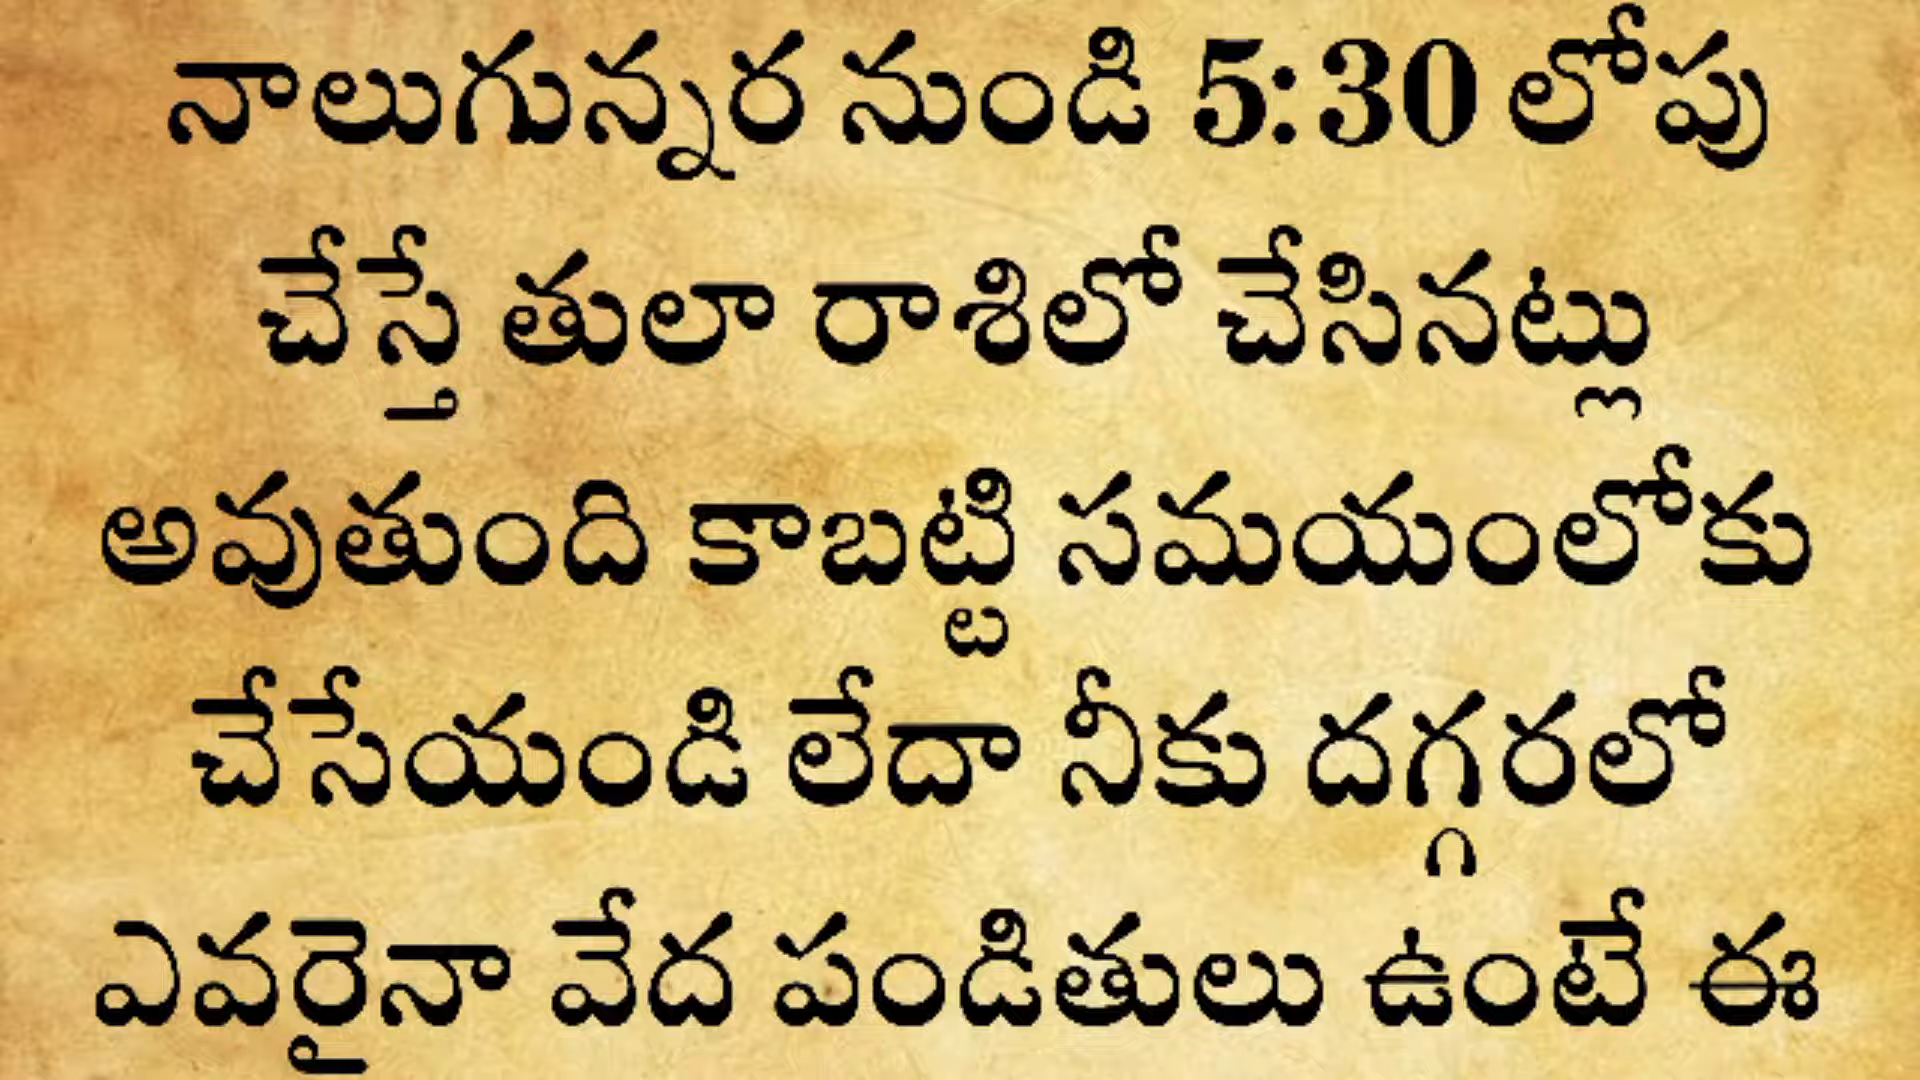 నాలుగున్నర నుండి 5:30 లోపు
చేస్తే తులా రాశిలో చేసినట్లు
అవుతుంది కాబట్టి సమయంలోకు
చేసేయండి లేదా నీకు దగ్గరలో
ఎవరైనా వేద పండితులు ఉంటే ఈ